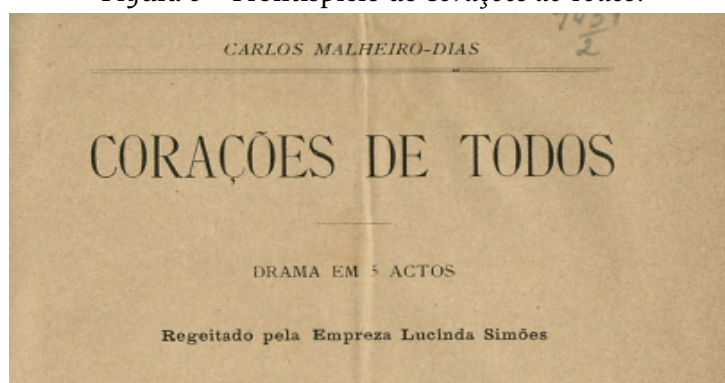 CARLOS MALHEIRO-DIAS
CORAÇÕES DE TODOS
DRAMA EM 5 ACTOS
Regeitado pela Empreza Lucinda Simões